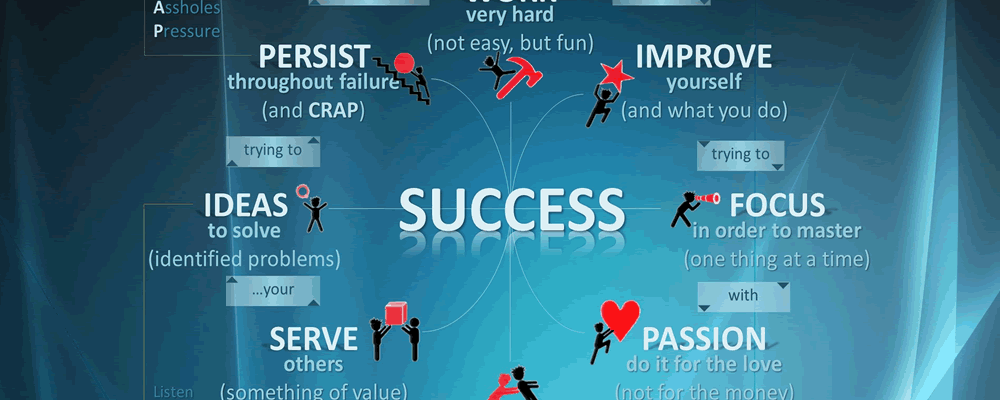 Assholes
Pressure
WORK
very hard
(not easy, but fun)
PERSIST
throughout failure
(and CRAP)
IMPROVE
yourself
(and what you do)
trying to
trying to
IDEAS
to solve
(identified problems)
SUCCESS
FOCUS
in order to master
(one thing at a time)
...your
with
SERVE
others
(something of value)
PASSION
do it for the love
(not for the money)
Listen